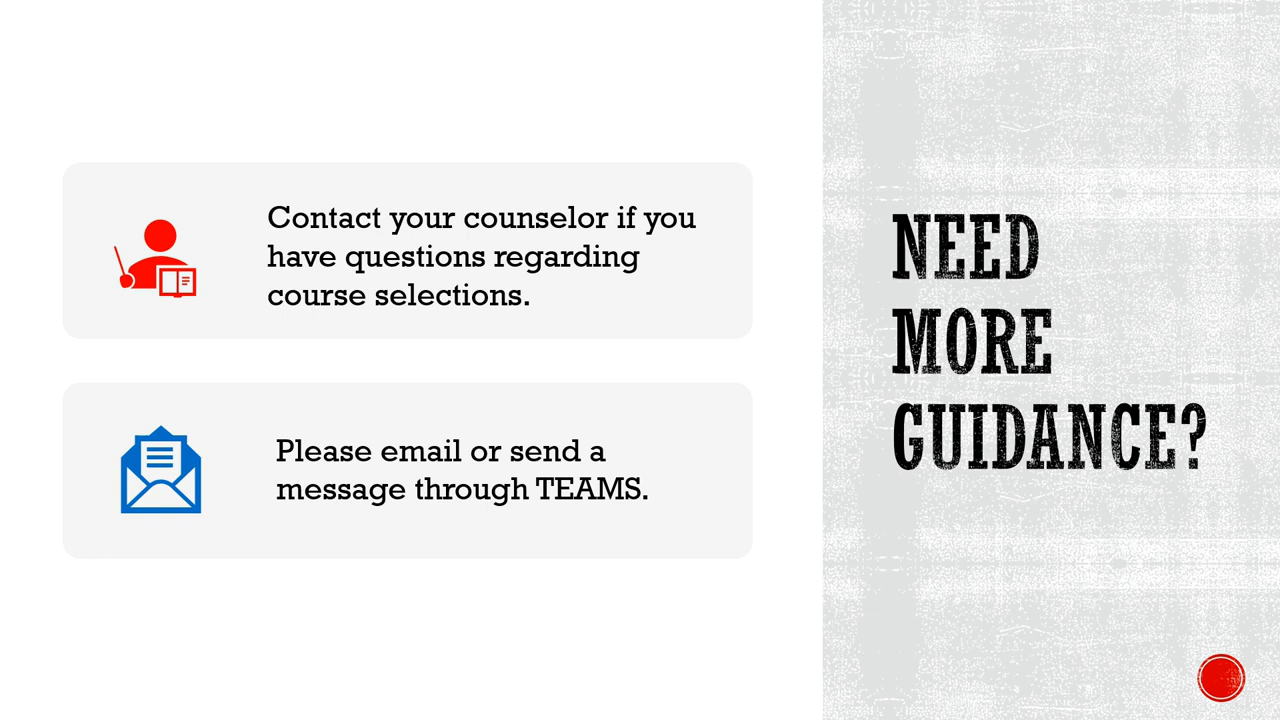 Contact your counselor if you
have questions regarding
course selections.
Please email or send a
message through TEAMS.
NEED
MORE
GUIDANCE?